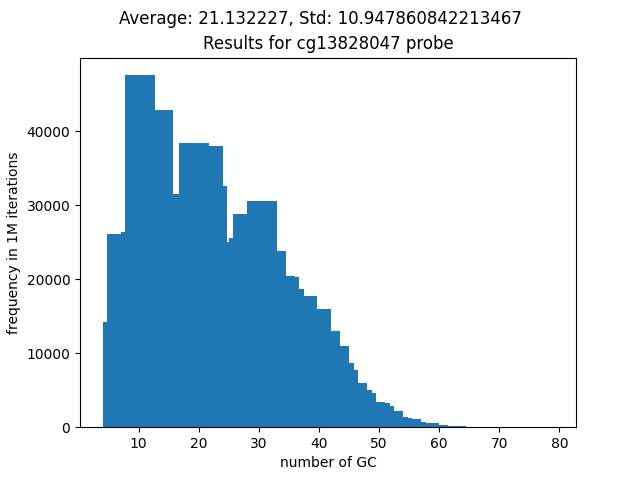 Average: 21.132227, Std: 10.947860842213467
Results for cg13828047 probe
frequency in 1M iterations
40000
30000
20000
10000
0
10 20 30 40 50 60 70 80
number of GC